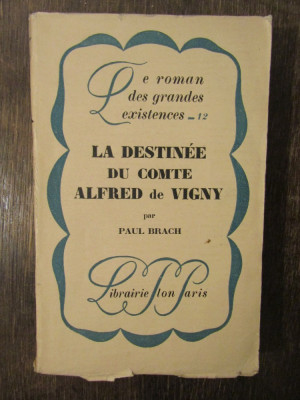 Le roman
des grandes
existences — 12
LA DESTINÉE
DU COMTE
ALFRED de VIGNY
par
PAUL BRACH
Librairie Plon Paris